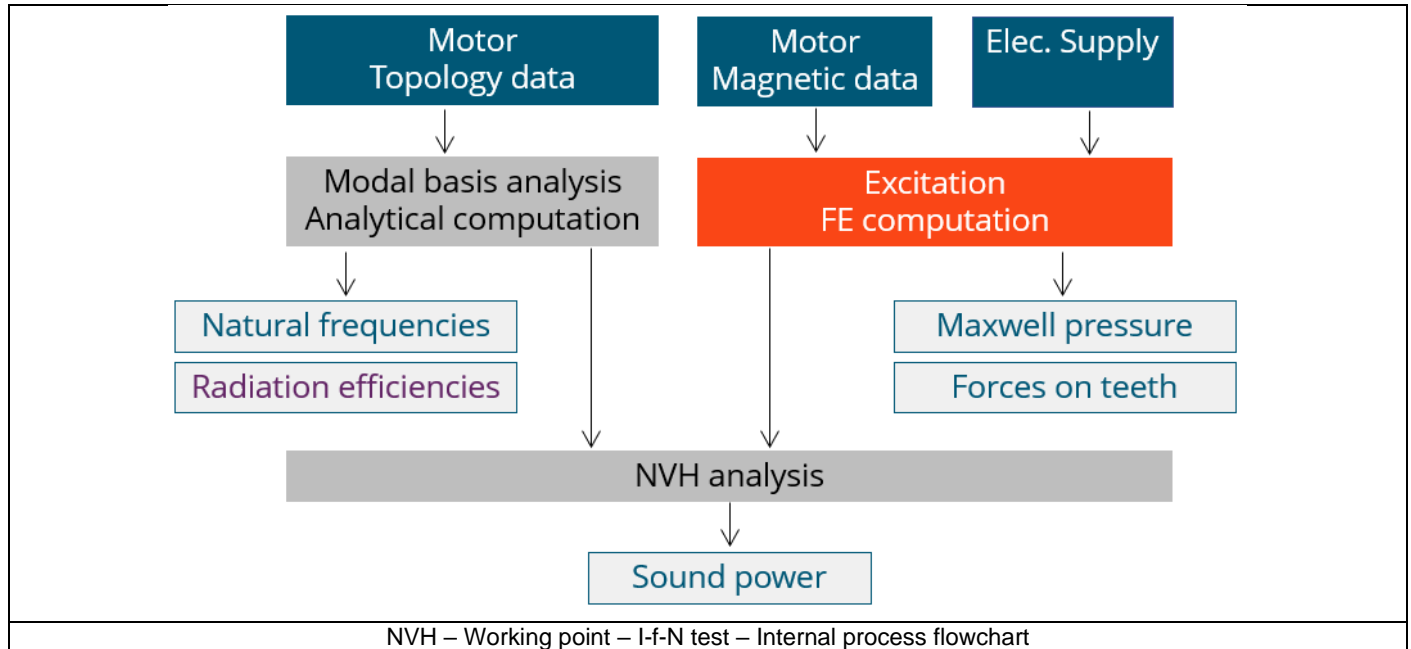 Motor
Topology data
Motor
Magnetic data
Elec. Supply
Modal basis analysis
Analytical computation
Excitation
FE computation
Natural frequencies
Radiation efficiencies
Maxwell pressure
Forces on teeth
NVH analysis
Sound power
NVH – Working point – I-f-N test – Internal process flowchart